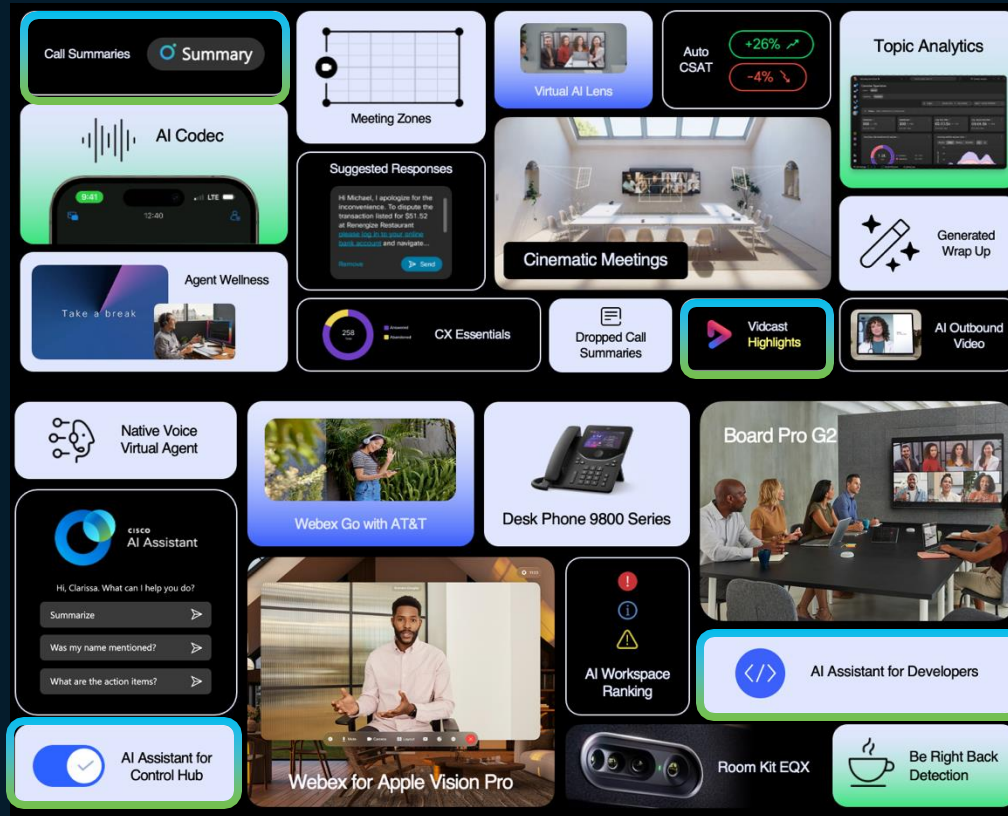 Call Summaries
Summary
Meeting Zones
Virtual AI Lens
Auto
CSAT
+26%
-4%
Topic Analytics
AI Codec
9:41
LTE
12:40
Suggested Responses
Hi Michael, I apologize for the
inconvenience. To dispute the
transaction listed for $51.52
at Renergize Restaurant
please log in to your online
bank account and navigate...
Remove
Send
Cinematic Meetings
Generated
Wrap Up
Agent Wellness
Take a break
258
Answered
Abandoned
CX Essentials
Dropped Call
Summaries
Vidcast
Highlights
AI Outbound
Video
Native Voice
Virtual Agent
Webex Go with AT&T
Desk Phone 9800 Series
Board Pro G2
CISCO
AI Assistant
Hi, Clarissa. What can I help you do?
Summarize
Was my name mentioned?
What are the action items?
Webex for Apple Vision Pro
AI Workspace
Ranking
AI Assistant for Developers
AI Assistant for
Control Hub
Room Kit EQX
Be Right Back
Detection